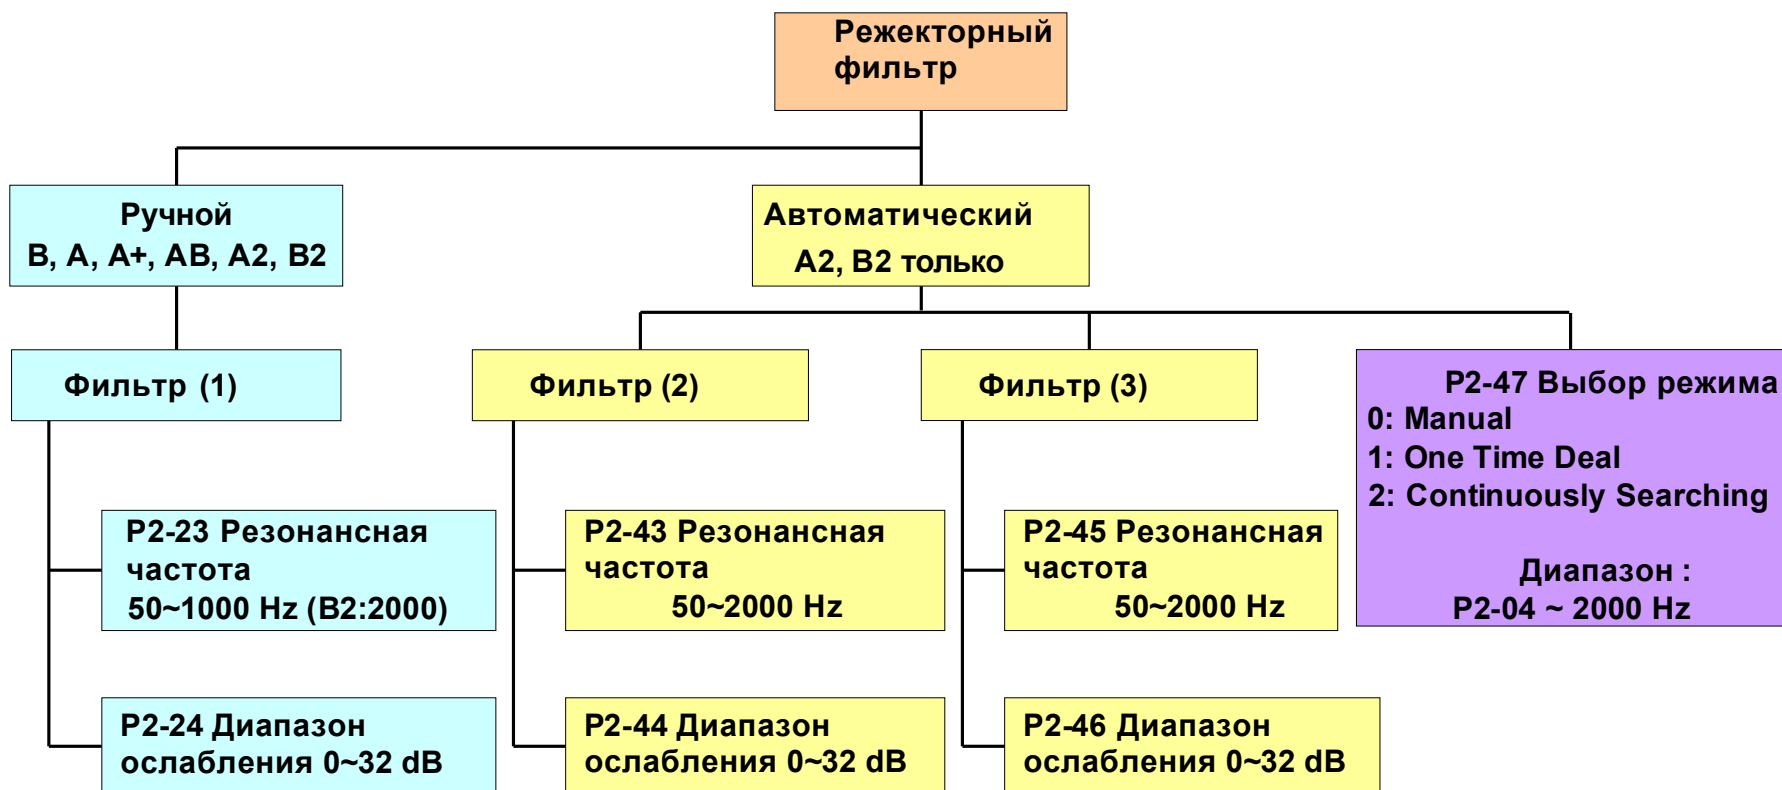 Режекторный
фильтр
Ручной
B, A, A+, AB, A2, B2
Автоматический
A2, B2 только
Фильтр (1)
Фильтр (2)
Фильтр (3)
P2-47 Выбор режима
0: Manual
1: One Time Deal
2: Continuously Searching
Диапазон :
P2-04 ~ 2000 Hz
P2-23 Резонансная
частота
50~1000 Hz (B2:2000)
P2-43 Резонансная
частота
50~2000 Hz
P2-45 Резонансная
частота
50~2000 Hz
P2-24 Диапазон
ослабления 0~32 dB
P2-44 Диапазон
ослабления 0~32 dB
P2-46 Диапазон
ослабления 0~32 dB